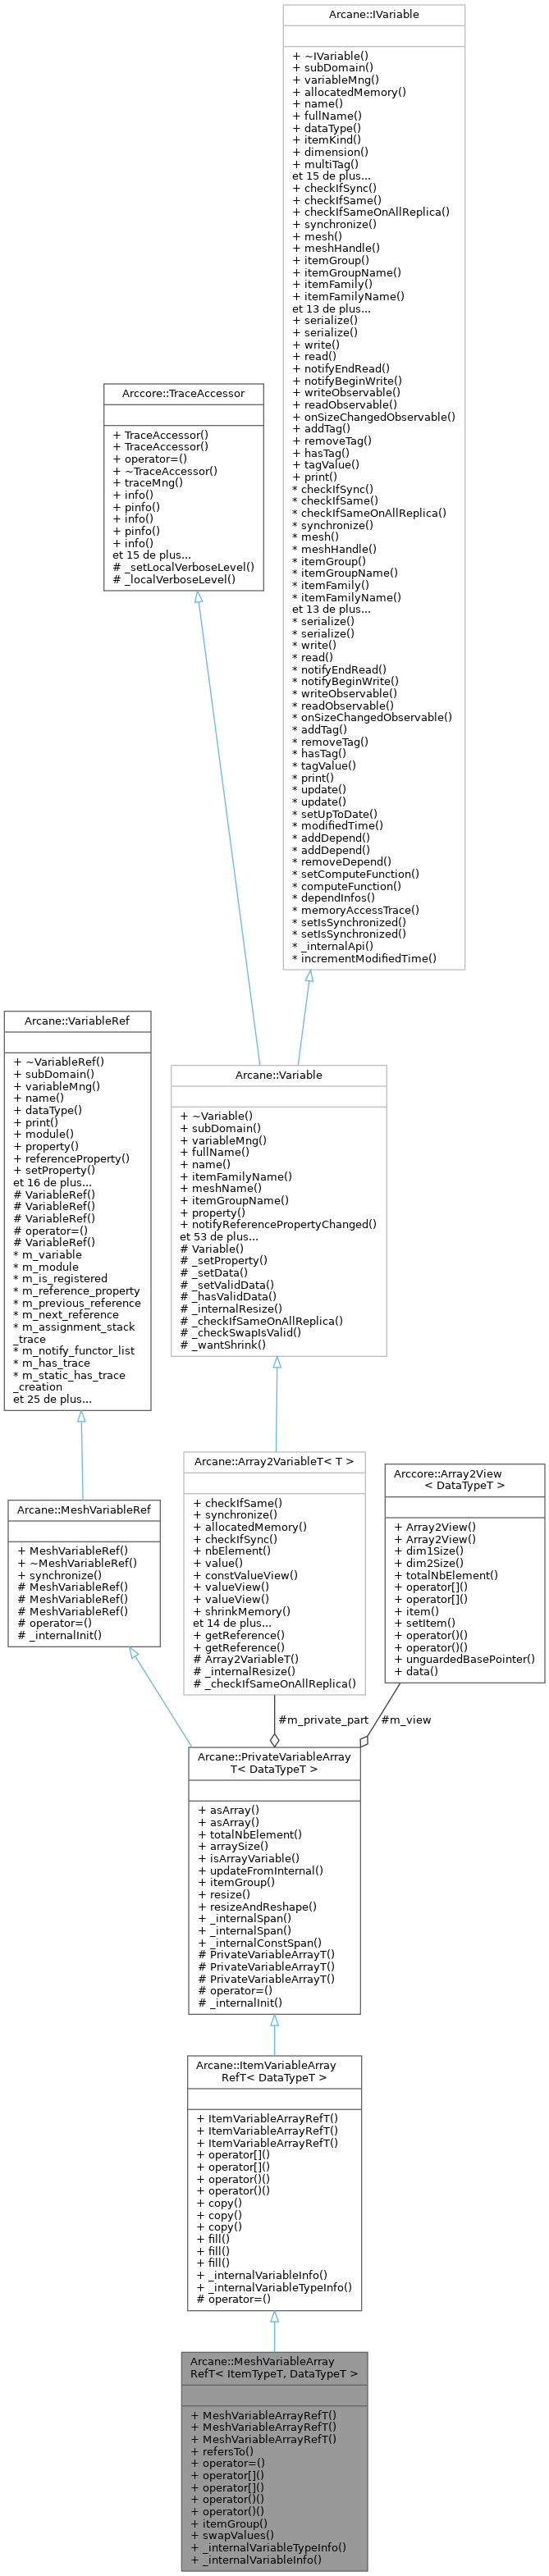 Arcane::IVariable
+ ~IVariable()
+ subDomain()
+ variableMng()
+ allocatedMemory()
+ name()
+ fullName()
+ dataType()
+ itemKind()
+ dimension()
+ multiTag()
et 15 de plus...
+ checkIfSync()
+ checkIfSame()
+ checkIfSameOnAllReplica()
+ synchronize()
+ mesh()
+ meshHandle()
+ itemGroup()
+ itemGroupName()
+ itemFamily()
+ itemFamilyName()
et 13 de plus...
+ serialize()
+ serialize()
+ write()
+ read()
+ notifyEndRead()
+ notifyBeginWrite()
+ writeObservable()
+ readObservable()
+ onSizeChangedObservable()
+ addTag()
+ removeTag()
+ hasTag()
+ tagValue()
+ print()
* checkIfSync()
* checkIfSame()
* checkIfSameOnAllReplica()
* synchronize()
* mesh()
* meshHandle()
* itemGroup()
* itemGroupName()
* itemFamily()
* itemFamilyName()
et 13 de plus...
* serialize()
* serialize()
* write()
* read()
* notifyEndRead()
* notifyBeginWrite()
* writeObservable()
* readObservable()
* onSizeChangedObservable()
* addTag()
* removeTag()
* hasTag()
* tagValue()
* print()
* update()
* update()
* setUpToDate()
* modifiedTime()
* addDepend()
* addDepend()
* removeDepend()
* setComputeFunction()
* computeFunction()
* dependInfos()
* memoryAccessTrace()
* setIsSynchronized()
* setIsSynchronized()
* _internalApi()
* incrementModifiedTime()
Arccore::TraceAccessor
+ TraceAccessor()
+ TraceAccessor()
+ operator=()
+ ~TraceAccessor()
+ traceMng()
+ info()
+ pinfo()
+ info()
+ pinfo()
+ info()
et 15 de plus...
# _setLocalVerboseLevel()
# _localVerboseLevel()
Arcane::VariableRef
+ ~VariableRef()
+ subDomain()
+ variableMng()
+ name()
+ dataType()
+ print()
+ module()
+ property()
+ referenceProperty()
+ setProperty()
et 16 de plus...
# VariableRef()
# VariableRef()
# VariableRef()
# operator=()
# VariableRef()
* m_variable
* m_module
* m_is_registered
* m_reference_property
* m_previous_reference
* m_next_reference
* m_assignment_stack
_trace
* m_notify_functor_list
* m_has_trace
* m_static_has_trace
_creation
et 25 de plus...
Arcane::Variable
+ ~Variable()
+ subDomain()
+ variableMng()
+ fullName()
+ name()
+ itemFamilyName()
+ meshName()
+ itemGroupName()
+ property()
+ notifyReferencePropertyChanged()
et 53 de plus...
# Variable()
# _setProperty()
# _setData()
# _setValidData()
# _hasValidData()
# _internalResize()
# _checkIfSameOnAllReplica()
# _checkSwapIsValid()
# _wantShrink()
Arcane::MeshVariableRef
+ MeshVariableRef()
+ ~MeshVariableRef()
+ synchronize()
# MeshVariableRef()
# MeshVariableRef()
# MeshVariableRef()
# operator=()
# _internalInit()
Arcane::Array2VariableT< T >
+ checkIfSame()
+ synchronize()
+ allocatedMemory()
+ checkIfSync()
+ nbElement()
+ value()
+ constValueView()
+ valueView()
+ valueView()
+ shrinkMemory()
et 14 de plus...
+ getReference()
+ getReference()
# Array2VariableT()
# _internalResize()
# _checkIfSameOnAllReplica()
Arccore::Array2View
< DataTypeT >
+ Array2View()
+ Array2View()
+ dim1Size()
+ dim2Size()
+ totalNbElement()
+ operator[]()
+ operator[]()
+ item()
+ setItem()
+ operator()()
+ operator()()
+ unguardedBasePointer()
+ data()
#m_private_part
#m_view
Arcane::PrivateVariableArray
T< DataTypeT >
+ asArray()
+ asArray()
+ totalNbElement()
+ arraySize()
+ isArrayVariable()
+ updateFromInternal()
+ itemGroup()
+ resize()
+ resizeAndReshape()
+ _internalSpan()
+ _internalSpan()
+ _internalConstSpan()
# PrivateVariableArrayT()
# PrivateVariableArrayT()
# PrivateVariableArrayT()
# operator=()
# _internalInit()
Arcane::ItemVariableArray
RefT< DataTypeT >
+ ItemVariableArrayRefT()
+ ItemVariableArrayRefT()
+ ItemVariableArrayRefT()
+ operator[]()
+ operator[]()
+ operator()()
+ operator()()
+ copy()
+ copy()
+ copy()
+ fill()
+ fill()
+ fill()
+ _internalVariableInfo()
+ _internalVariableTypeInfo()
# operator=()
Arcane::MeshVariableArray
RefT< ItemTypeT, DataTypeT >
+ MeshVariableArrayRefT()
+ MeshVariableArrayRefT()
+ MeshVariableArrayRefT()
+ refersTo()
+ operator=()
+ operator[]()
+ operator[]()
+ operator()()
+ operator()()
+ itemGroup()
+ swapValues()
+ _internalVariableTypeInfo()
+ _internalVariableInfo()